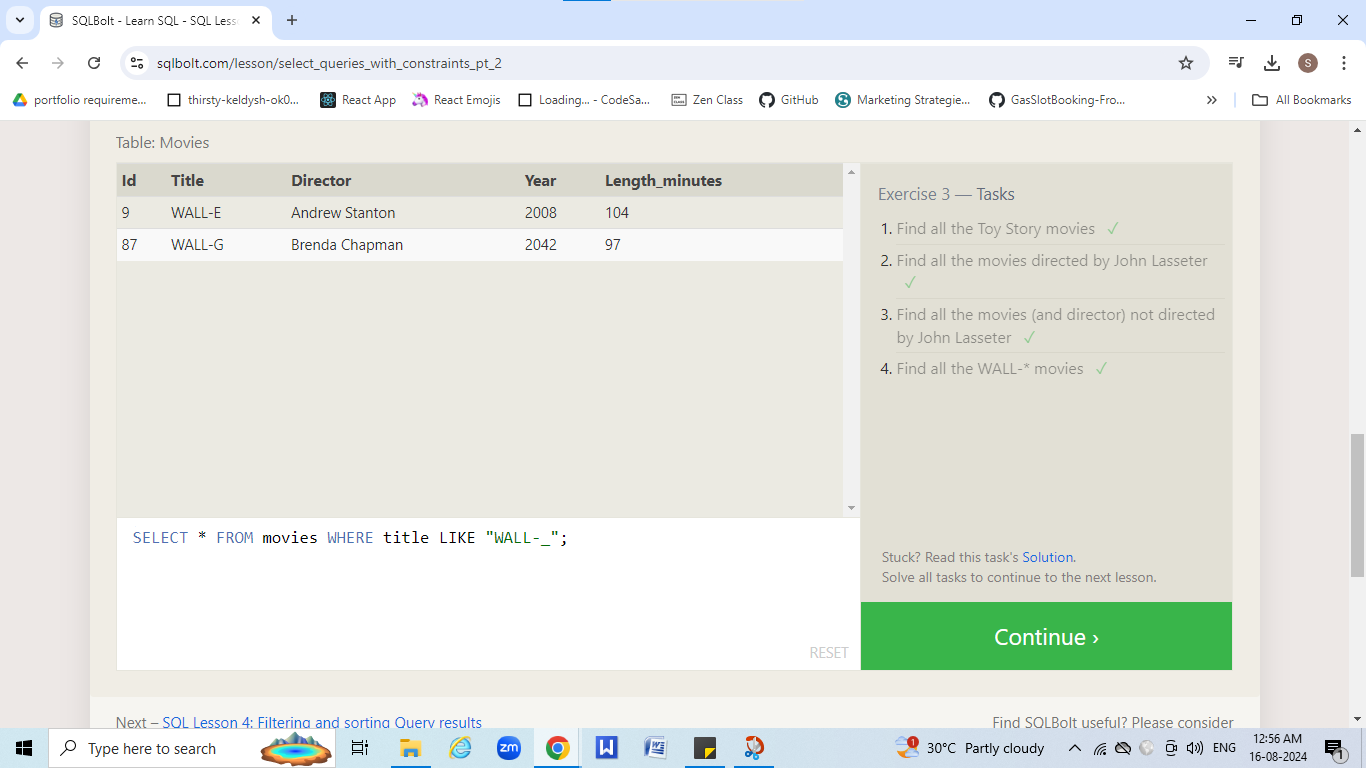 SQLBolt - Learn SQL - SQL Less
sqlbolt.com/lesson/select_queries_with_constraints_pt_2
S
portfolio requireme...
thirsty-keldysh-ok0...
React App
React Emojis
Loading... - CodeSa...
Zen Class
GitHub
Marketing Strategie...
GasSlotBooking-Fro...
»
All Bookmarks
Table: Movies
Id Title Director Year Length_minutes
9 WALL-E Andrew Stanton 2008 104
87 WALL-G Brenda Chapman 2042 97
SELECT * FROM movies WHERE title LIKE "WALL-_";
RESET
Exercise 3 — Tasks
1. Find all the Toy Story movies ✓
2. Find all the movies directed by John Lasseter
✓
3. Find all the movies (and director) not directed
by John Lasseter ✓
4. Find all the WALL-* movies ✓
Stuck? Read this task's Solution.
Solve all tasks to continue to the next lesson.
Continue ›
Next – SQL Lesson 4: Filtering and sorting Query results
Find SQLBolt useful? Please consider
Type here to search
zm
W
W
1
30°C Partly cloudy
ENG
12:56 AM
16-08-2024
1